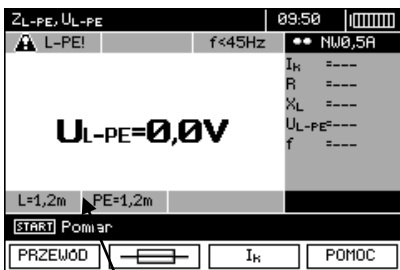 ZL-PE, UL-PE 09:50
L-PE! f<45Hz NW0,5A
IK =---
R =---
XL =---
UL-PE=---
f =---
UL-PE=0,0V
L=1,2m PE=1,2m
START Pomiar
PRZEWÓD IK POMOC